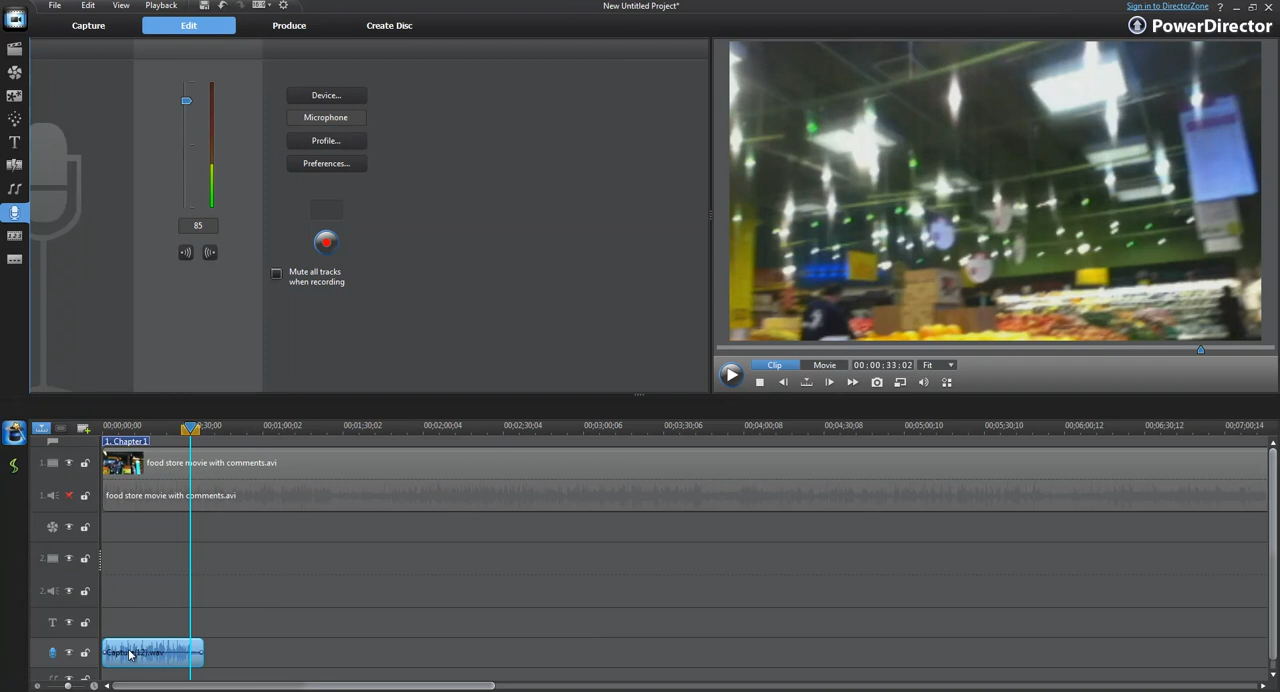 File Edit View Playback
New Untitled Project*
Sign in to DirectorZone ?
Capture Edit Produce Create Disc
PowerDirector
Device...
Microphone
Profile...
Preferences...
85
Mute all tracks
when recording
Clip Movie 00;00;33;02 Fit
00;00;00;00 30;00 00;01;00;02 00;01;30;02 00;02;00;04 00;02;30;04 00;03;00;06 00;03;30;06 00;04;00;08 00;04;30;08 00;05;00;10 00;05;30;10 00;06;00;12 00;06;30;12 00;07;00;14
1. Chapter 1
1. food store movie with comments.avi
1. food store movie with comments.avi
2.
2.
T